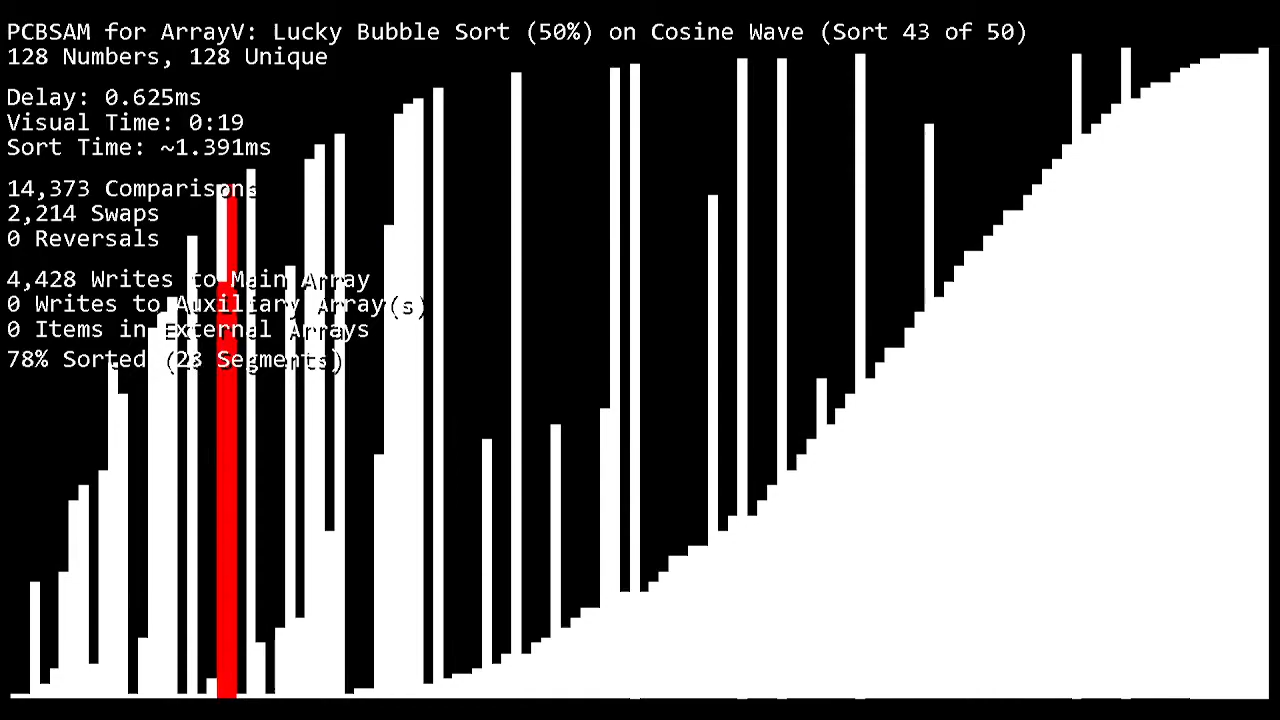 PCBSAM for ArrayV: Lucky Bubble Sort (50%) on Cosine Wave (Sort 43 of 50)
128 Numbers, 128 Unique
Delay: 0.625ms
Visual Time: 0:19
Sort Time: ~1.391ms
14,373 Comparisons
2,214 Swaps
0 Reversals
4,428 Writes to Main Array
0 Writes to Auxiliary Array(s)
0 Items in External Arrays
78% Sorted (28 Segments)